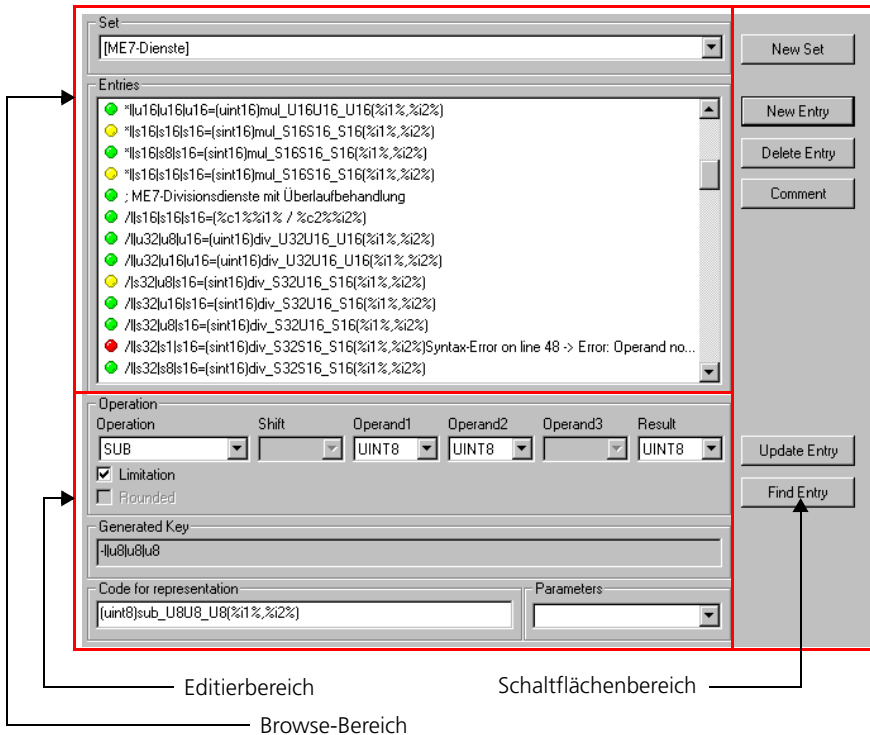 Set
[ME7-Dienste]
New Set
Entries
*||u16|u16|u16=(uint16)mul_U16U16_U16(%i1%,%i2%)
*||s16|s16|s16=(sint16)mul_S16S16_S16(%i1%,%i2%)
*||s16|s8|s16=(sint16)mul_S16S16_S16(%i1%,%i2%)
*||s16|s16|s16=(sint16)mul_S16S16_S16(%i1%,%i2%)
; ME7-Divisionsdienste mit Überlaufbehandlung
/||s16|s16|s16=(%c1%%i1% / %c2%%i2%)
/||u32|u8|u16=(uint16)div_U32U16_U16(%i1%,%i2%)
/||u32|u16|u16=(uint16)div_U32U16_U16(%i1%,%i2%)
/||s32|u8|s16=(sint16)div_S32U16_S16(%i1%,%i2%)
/||s32|u16|s16=(sint16)div_S32U16_S16(%i1%,%i2%)
/||s32|u8|s16=(sint16)div_S32U16_S16(%i1%,%i2%)
/||s32|s1|s16=(sint16)div_S32S16_S16(%i1%,%i2%)Syntax-Error on line 48 -> Error: Operand no...
/||s32|s8|s16=(sint16)div_S32S16_S16(%i1%,%i2%)
New Entry
Delete Entry
Comment
Operation
Operation Shift Operand1 Operand2 Operand3 Result
SUB UINT8 UINT8 UINT8
Limitation
Rounded
Update Entry
Find Entry
Generated Key
-||u8|u8|u8
Code for representation Parameters
(uint8)sub_U8U8_U8(%i1%,%i2%)
Editierbereich Schaltflächenbereich
Browse-Bereich